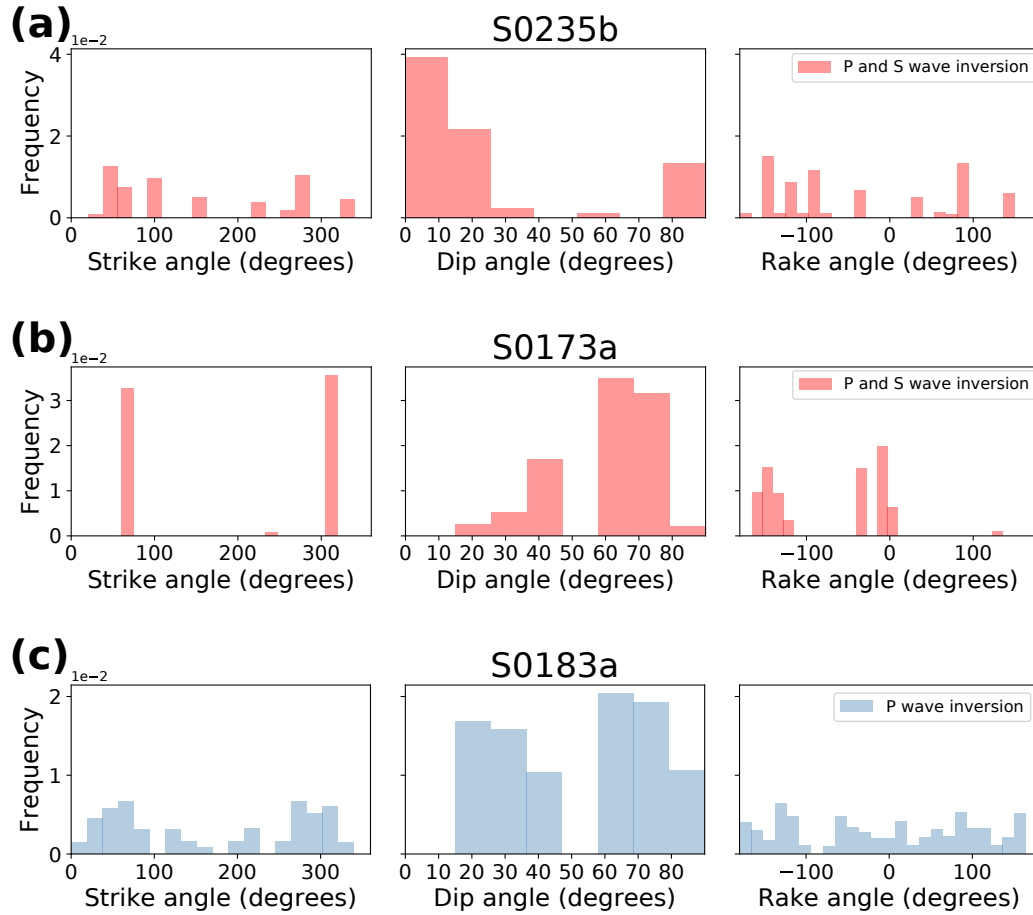 (a)
S0235b
1e−2
Frequency
4
2
0
0 100 200 300
Strike angle (degrees)
0 10 20 30 40 50 60 70 80
Dip angle (degrees)
P and S wave inversion
−100 0 100
Rake angle (degrees)
(b)
S0173a
1e−2
Frequency
3
2
1
0
0 100 200 300
Strike angle (degrees)
0 10 20 30 40 50 60 70 80
Dip angle (degrees)
P and S wave inversion
−100 0 100
Rake angle (degrees)
(c)
S0183a
1e−2
Frequency
2
1
0
0 100 200 300
Strike angle (degrees)
0 10 20 30 40 50 60 70 80
Dip angle (degrees)
P wave inversion
−100 0 100
Rake angle (degrees)